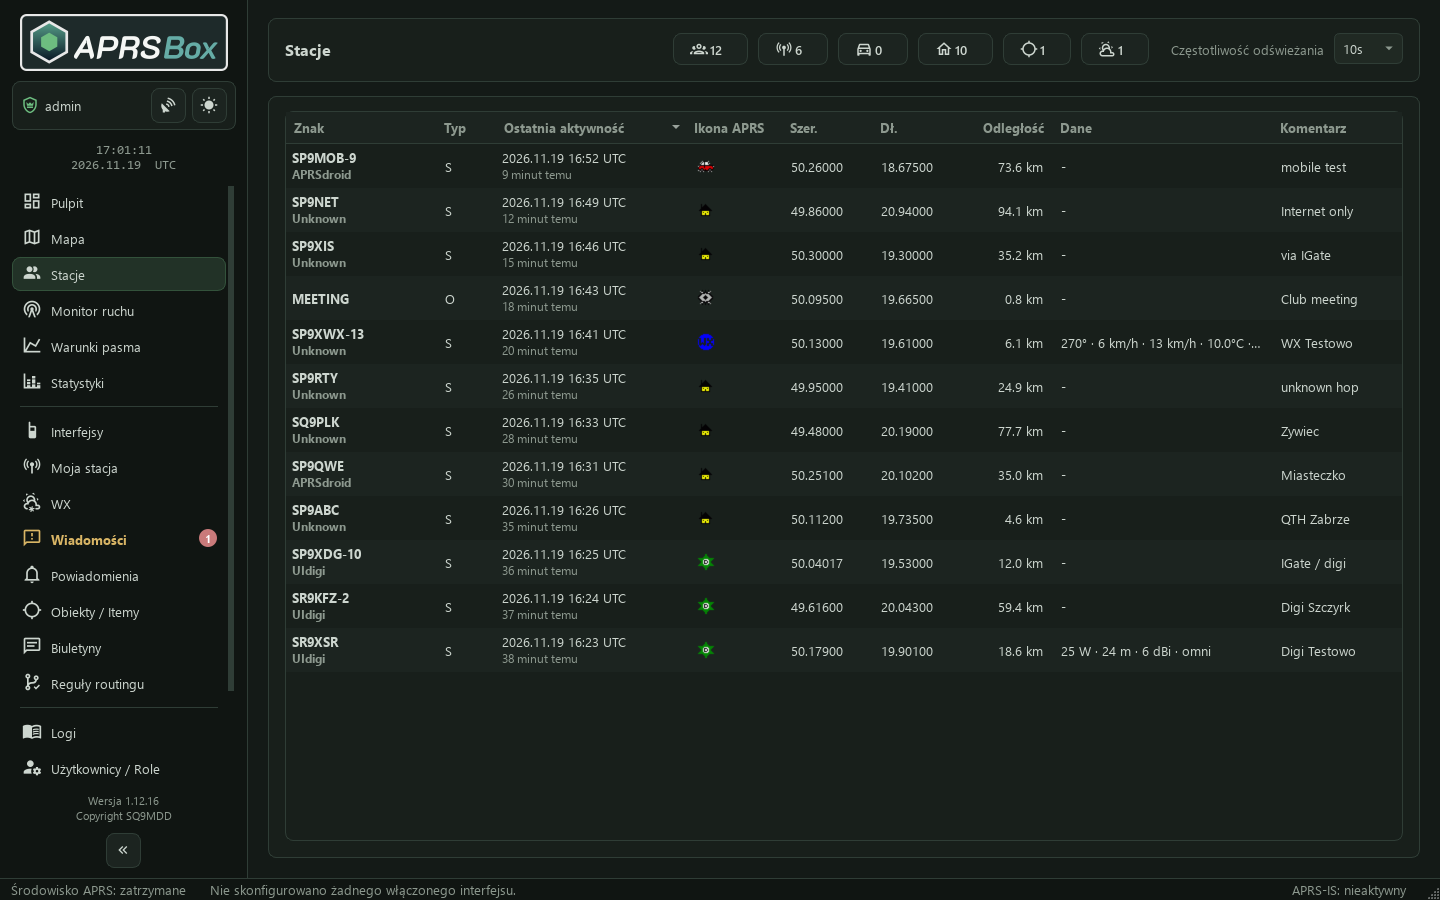 APRSBox
admin
17:01:11
2026.11.19 UTC
Pulpit
Mapa
Stacje
Monitor ruchu
Warunki pasma
Statystyki
Interfejsy
Moja stacja
WX
Wiadomości 1
Powiadomienia
Obiekty / Itemy
Biuletyny
Reguły routingu
Logi
Użytkownicy / Role
Wersja 1.12.16
Copyright SQ9MDD
«
Stacje 12 6 0 10 1 1 Częstotliwość odświeżania 10s
Znak Typ Ostatnia aktywność Ikona APRS Szer. Dł. Odległość Dane Komentarz
SP9MOB-9 2026.11.19 16:52 UTC
APRSdroid S 9 minut temu 50.26000 18.67500 73.6 km - mobile test
SP9NET 2026.11.19 16:49 UTC
Unknown S 12 minut temu 49.86000 20.94000 94.1 km - Internet only
SP9XIS 2026.11.19 16:46 UTC
Unknown S 15 minut temu 50.30000 19.30000 35.2 km - via IGate
2026.11.19 16:43 UTC
MEETING O 18 minut temu 50.09500 19.66500 0.8 km - Club meeting
SP9XWX-13 2026.11.19 16:41 UTC
Unknown S 20 minut temu 50.13000 19.61000 6.1 km 270° · 6 km/h · 13 km/h · 10.0°C ·... WX Testowo
SP9RTY 2026.11.19 16:35 UTC
Unknown S 26 minut temu 49.95000 19.41000 24.9 km - unknown hop
SQ9PLK 2026.11.19 16:33 UTC
Unknown S 28 minut temu 49.48000 20.19000 77.7 km - Zywiec
SP9QWE 2026.11.19 16:31 UTC
APRSdroid S 30 minut temu 50.25100 20.10200 35.0 km - Miasteczko
SP9ABC 2026.11.19 16:26 UTC
Unknown S 35 minut temu 50.11200 19.73500 4.6 km - QTH Zabrze
SP9XDG-10 2026.11.19 16:25 UTC
UIdigi S 36 minut temu 50.04017 19.53000 12.0 km - IGate / digi
SR9KFZ-2 2026.11.19 16:24 UTC
UIdigi S 37 minut temu 49.61600 20.04300 59.4 km - Digi Szczyrk
SR9XSR 2026.11.19 16:23 UTC
UIdigi S 38 minut temu 50.17900 19.90100 18.6 km 25 W · 24 m · 6 dBi · omni Digi Testowo
Środowisko APRS: zatrzymane Nie skonfigurowano żadnego włączonego interfejsu. APRS-IS: nieaktywny